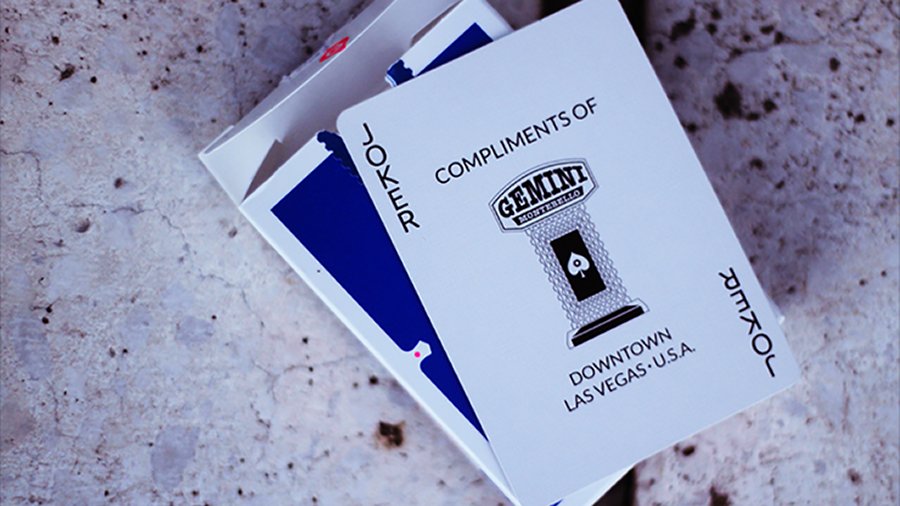 JOKER
COMPLIMENTS OF
GEMINI
MONTEBELLO
DOWNTOWN
LAS VEGAS • U.S.A.
JOKER